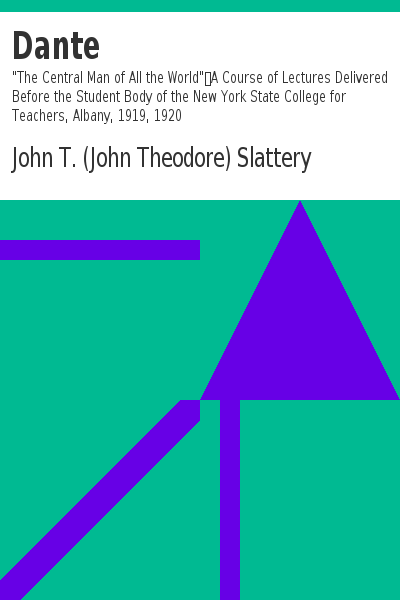 Dante
"The Central Man of All the World"▯A Course of Lectures Delivered
Before the Student Body of the New York State College for
Teachers, Albany, 1919, 1920
John T. (John Theodore) Slattery